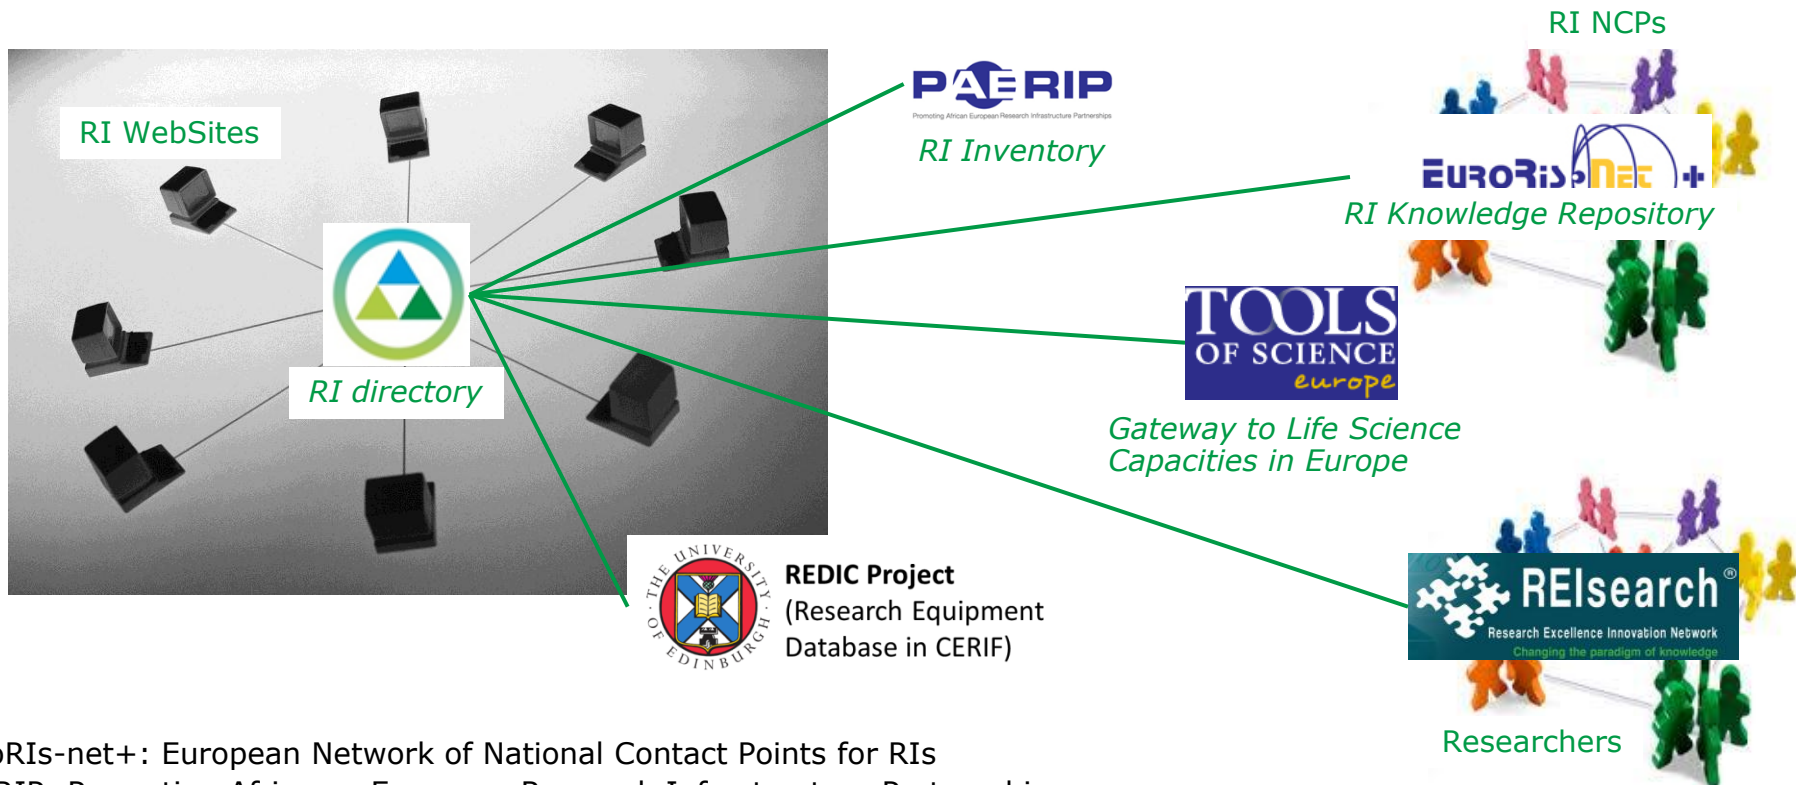 RI NCPs
RI WebSites
PAERIP
Promoting African European Research Infrastructure Partnerships
RI Inventory
EuroRisNet+
RI Knowledge Repository
RI directory
TOOLS
OF SCIENCE
europe
Gateway to Life Science
Capacities in Europe
THE UNIVERSITY OF EDINBURGH
REDIC Project
(Research Equipment
Database in CERIF)
REIsearch®
Research Excellence Innovation Network
Changing the paradigm of knowledge
Researchers
RIs-net+: European Network of National Contact Points for RIs